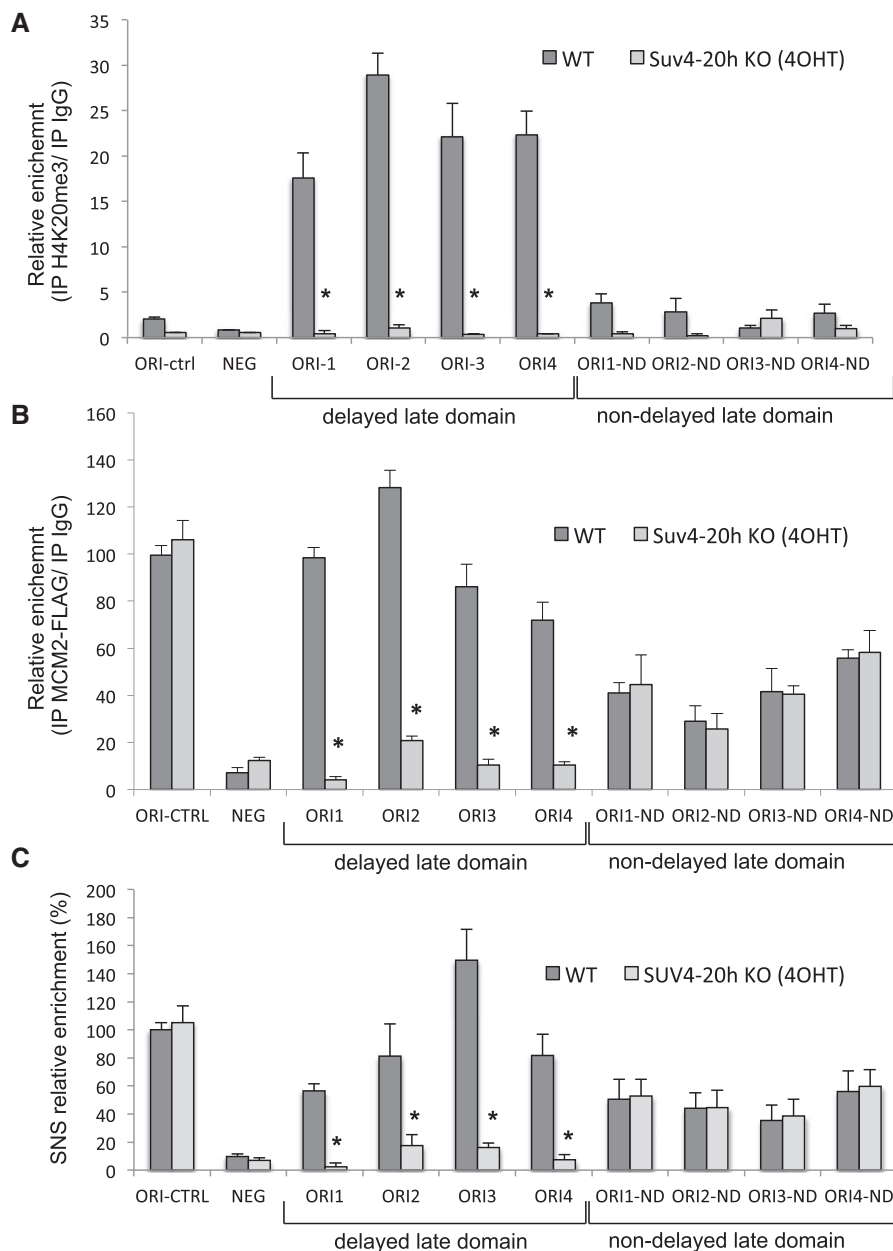 A
Relative enichemnt
(IP H4K20me3/ IP IgG)
35
30
25
20
15
10
5
0
WT Suv4-20h KO (4OHT)
* * * *
ORI-ctrl NEG ORI-1 ORI-2 ORI-3 ORI4 ORI1-ND ORI2-ND ORI3-ND ORI4-ND
delayed late domain non-delayed late domain
B
Relative enichemnt
(IP MCM2-FLAG/ IP IgG)
160
140
120
100
80
60
40
20
0
WT Suv4-20h KO (4OHT)
* * * *
ORI-CTRL NEG ORI1 ORI2 ORI3 ORI4 ORI1-ND ORI2-ND ORI3-ND ORI4-ND
delayed late domain non-delayed late domain
C
SNS relative enrichment (%)
200
180
160
140
120
100
80
60
40
20
0
WT SUV4-20h KO (4OHT)
* * * *
ORI-CTRL NEG ORI1 ORI2 ORI3 ORI4 ORI1-ND ORI2-ND ORI3-ND ORI4-ND
delayed late domain non-delayed late domain